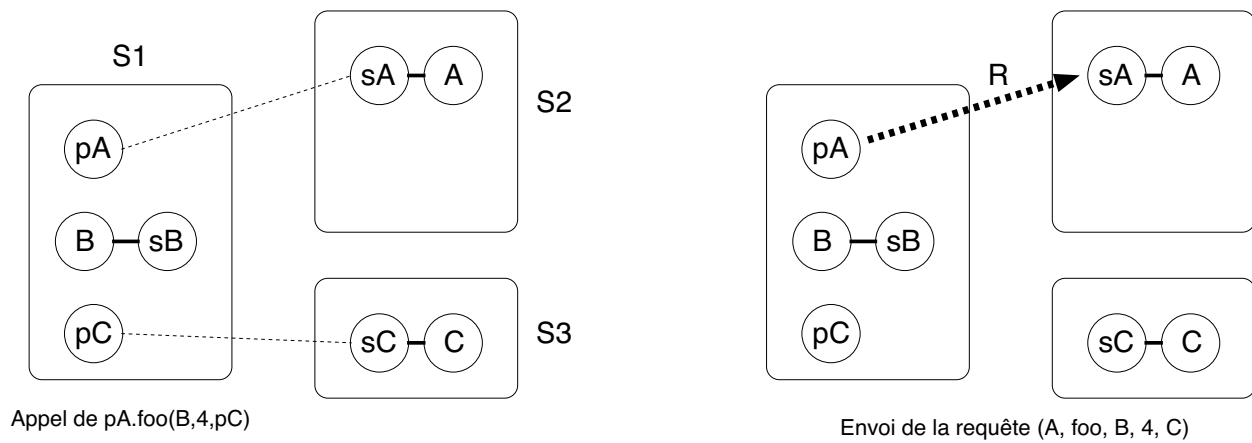 S1
sA
A
S2
pA
B
sB
pC
sC
C
S3
Appel de pA.foo(B,4,pC)
R
sA
A
pA
B
sB
pC
sC
C
Envoi de la requête (A, foo, B, 4, C)